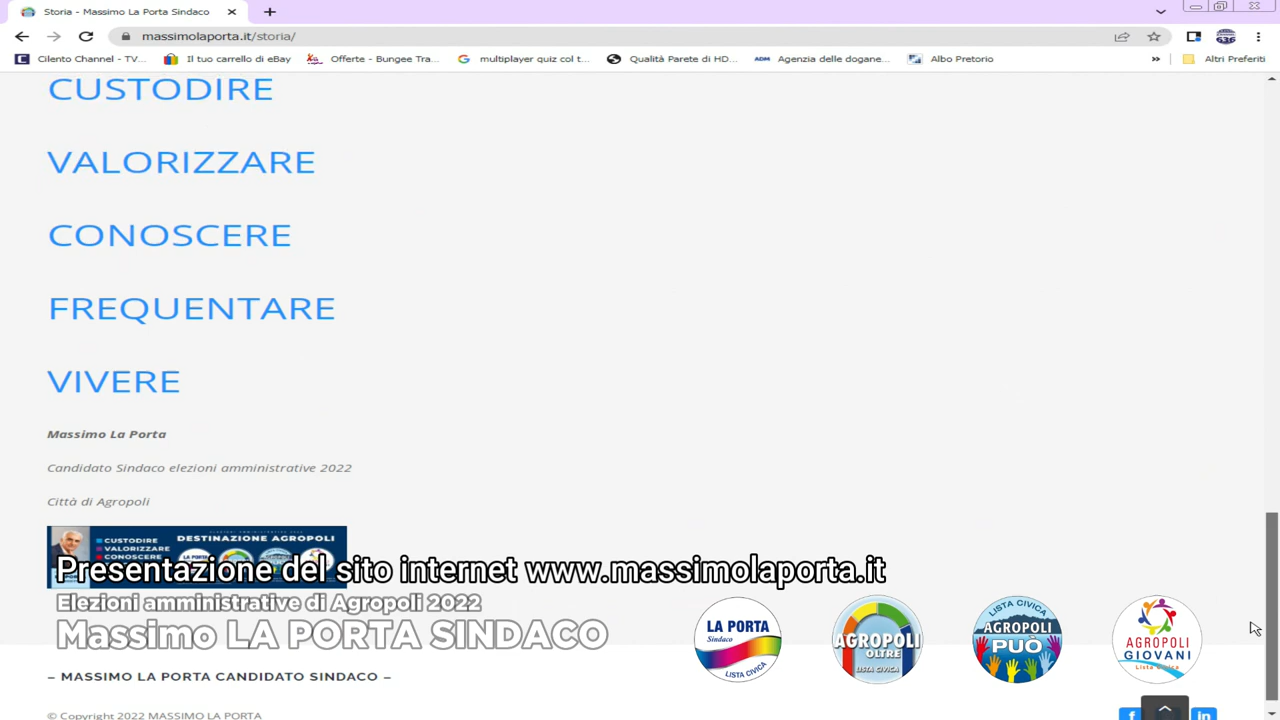 Storia - Massimo La Porta Sindaco
massimolaporta.it/storia/
Cilento Channel - TV... Il tuo carrello di eBay Offerte - Bungee Tra... multiplayer quiz col t... Qualità Parete di HD... ADM Agenzia delle dogane... Albo Pretorio » Altri Preferiti
CUSTODIRE
VALORIZZARE
CONOSCERE
FREQUENTARE
VIVERE
Massimo La Porta
Candidato Sindaco elezioni amministrative 2022
Città di Agropoli
CUSTODIRE
VALORIZZARE
CONOSCERE
DESTINAZIONE AGROPOLI
Presentazione del sito internet www.massimolaporta.it
Elezioni amministrative di Agropoli 2022
Massimo LA PORTA SINDACO
LA PORTA
Sindaco
LISTA CIVICA
AGROPOLI
OLTRE
LISTA CIVICA
LISTA CIVICA
AGROPOLI
PUÒ
AGROPOLI
GIOVANI
Lista Civica
– MASSIMO LA PORTA CANDIDATO SINDACO –
© Copyright 2022 MASSIMO LA PORTA